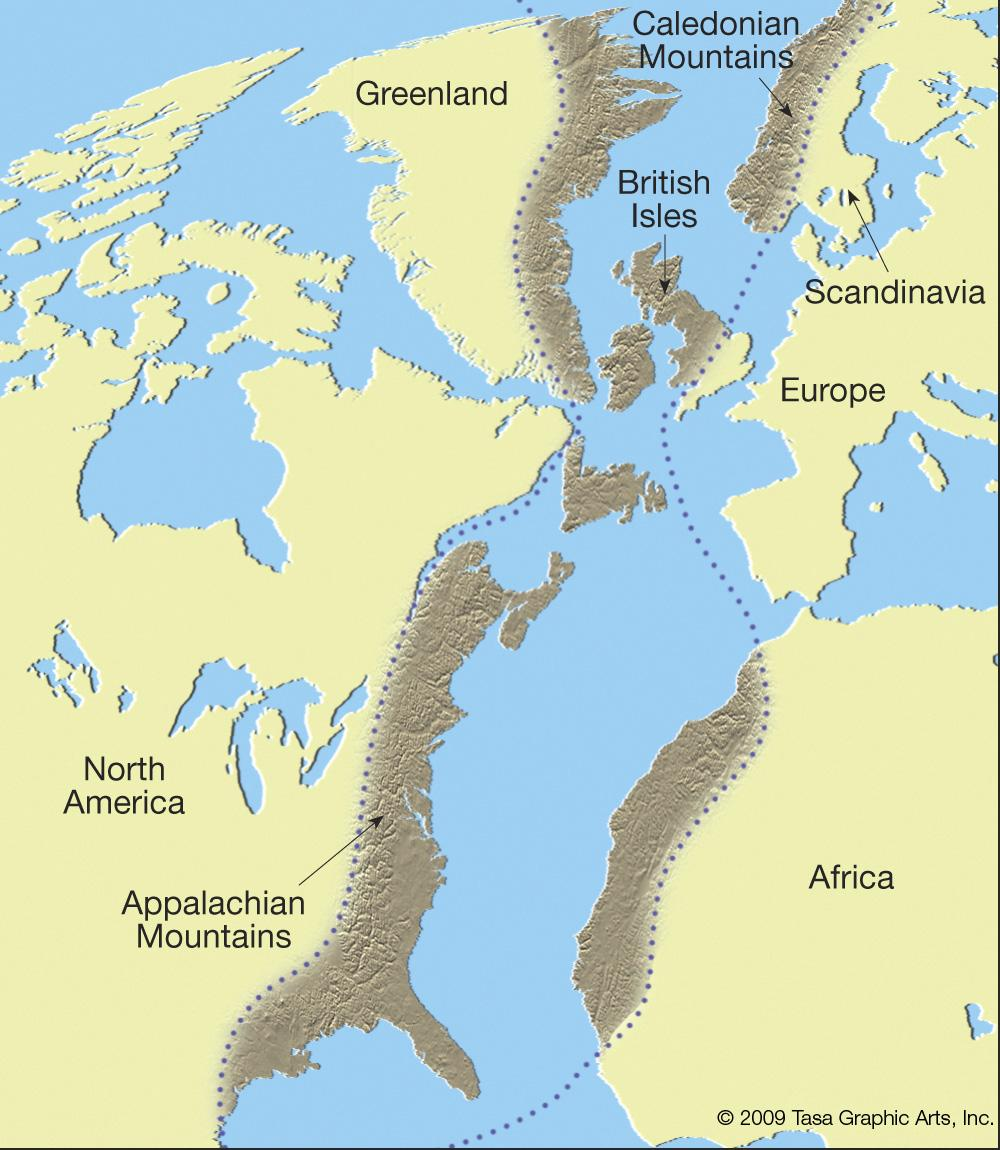 Caledonian
Mountains
Greenland
British
Isles
Scandinavia
Europe
North
America
Africa
Appalachian
Mountains
© 2009 Tasa Graphic Arts, Inc.